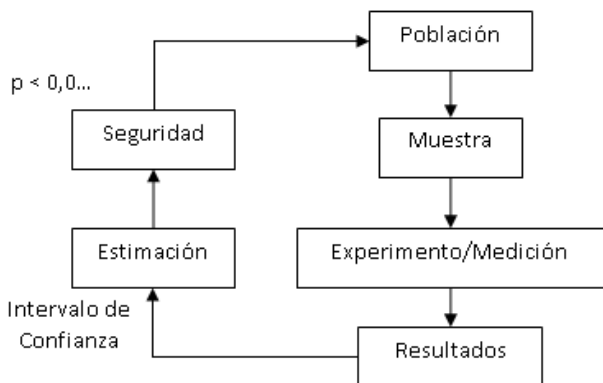 Población
p < 0,0...
Seguridad
Muestra
Estimación
Experimento/Medición
Intervalo de
Confianza
Resultados